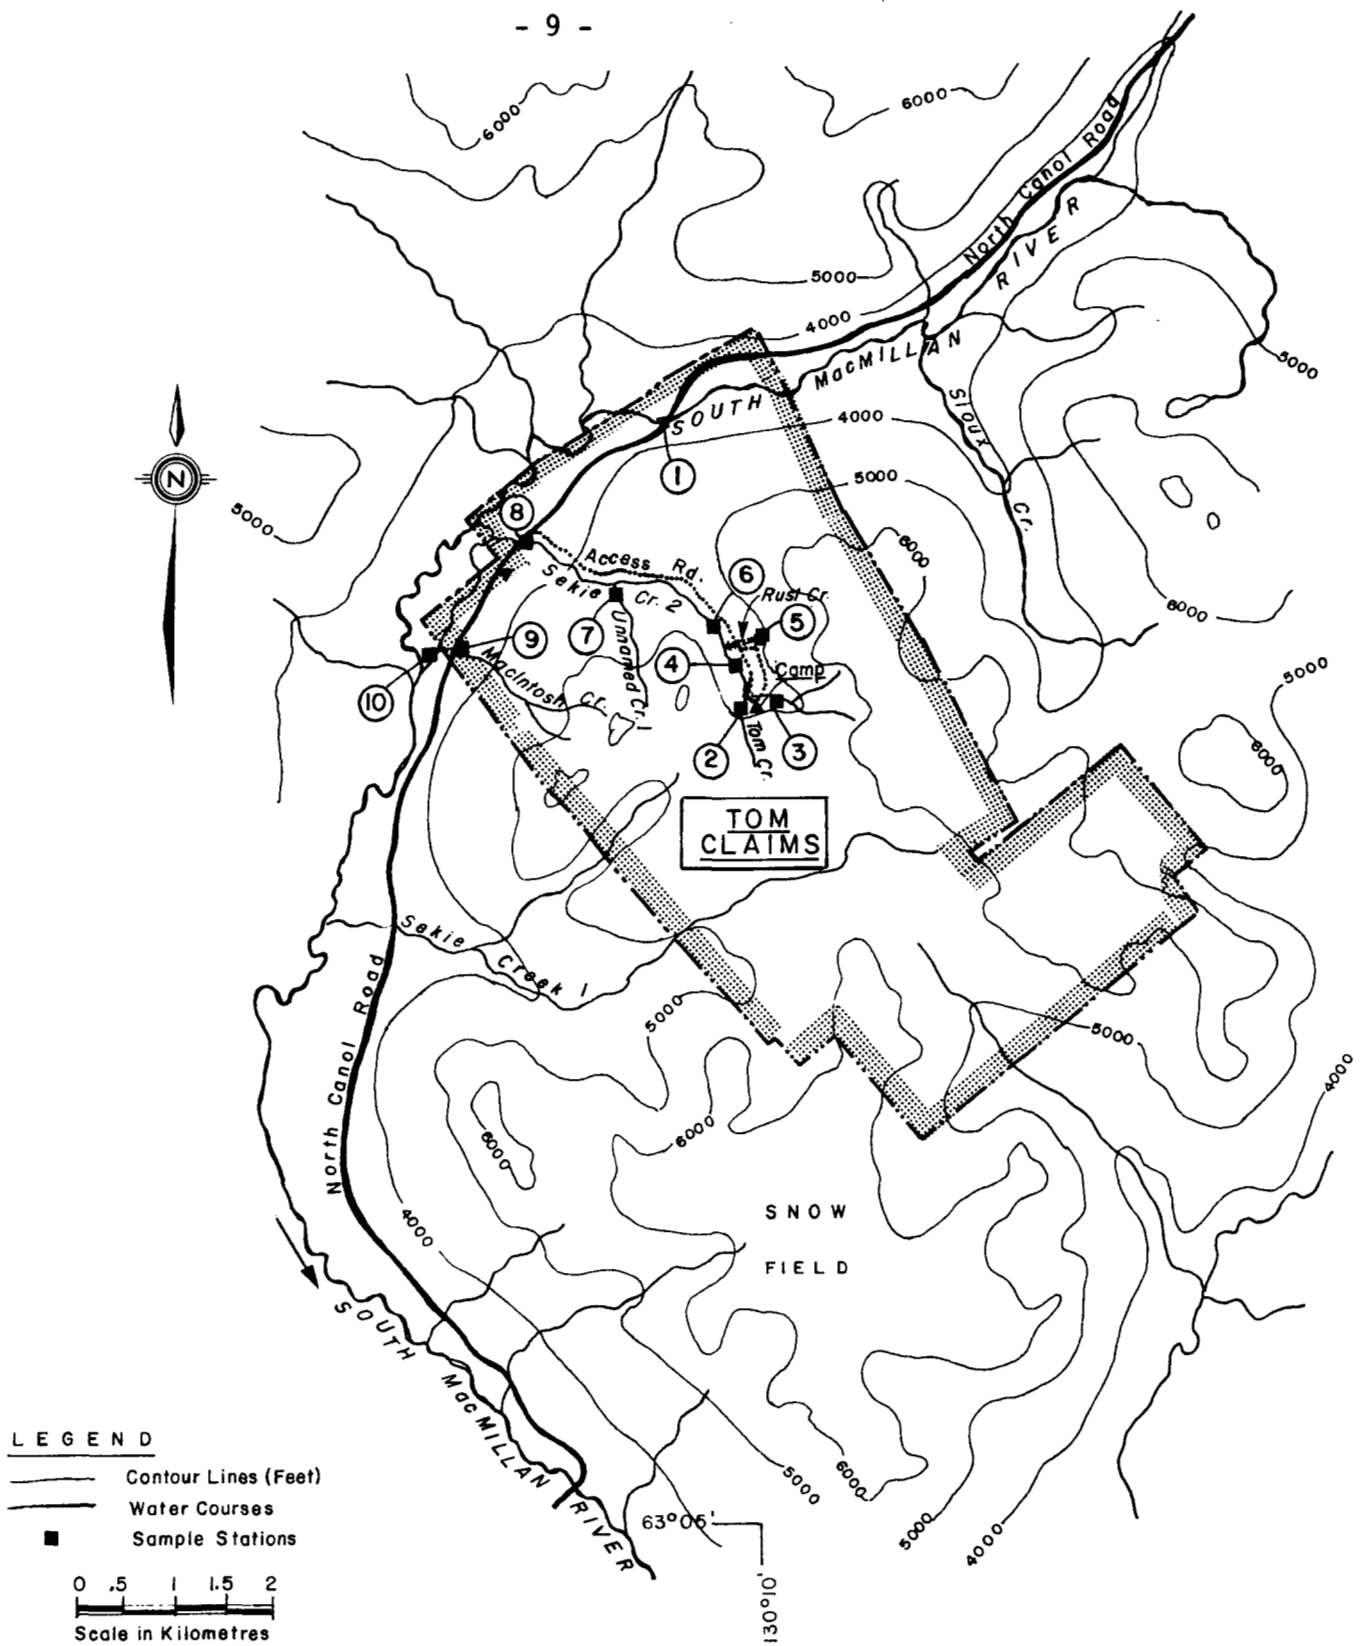 - 9 -
6000
6000
North Canol Road
RIVER
5000
4000
5000
SOUTH MacMILLAN
Sioux Cr.
4000
N
5000
5000
1
8
6000
Access Rd.
Sekie Cr. 2
6
Rust Cr.
6000
7
5
9
Unnamed Cr. 1
4
Camp
5000
MacIntosh Cr.
10
2
Tom Cr.
3
6000
TOM
CLAIMS
Sekie Creek 1
North Canol Road
5000
5000
4000
6000
6000
4000
SNOW
FIELD
SOUTH MacMILLAN RIVER
5000
6000
5000
4000
63°05'
130°10'
LEGEND
Contour Lines (Feet)
Water Courses
Sample Stations
0 .5 1 1.5 2
Scale in Kilometres